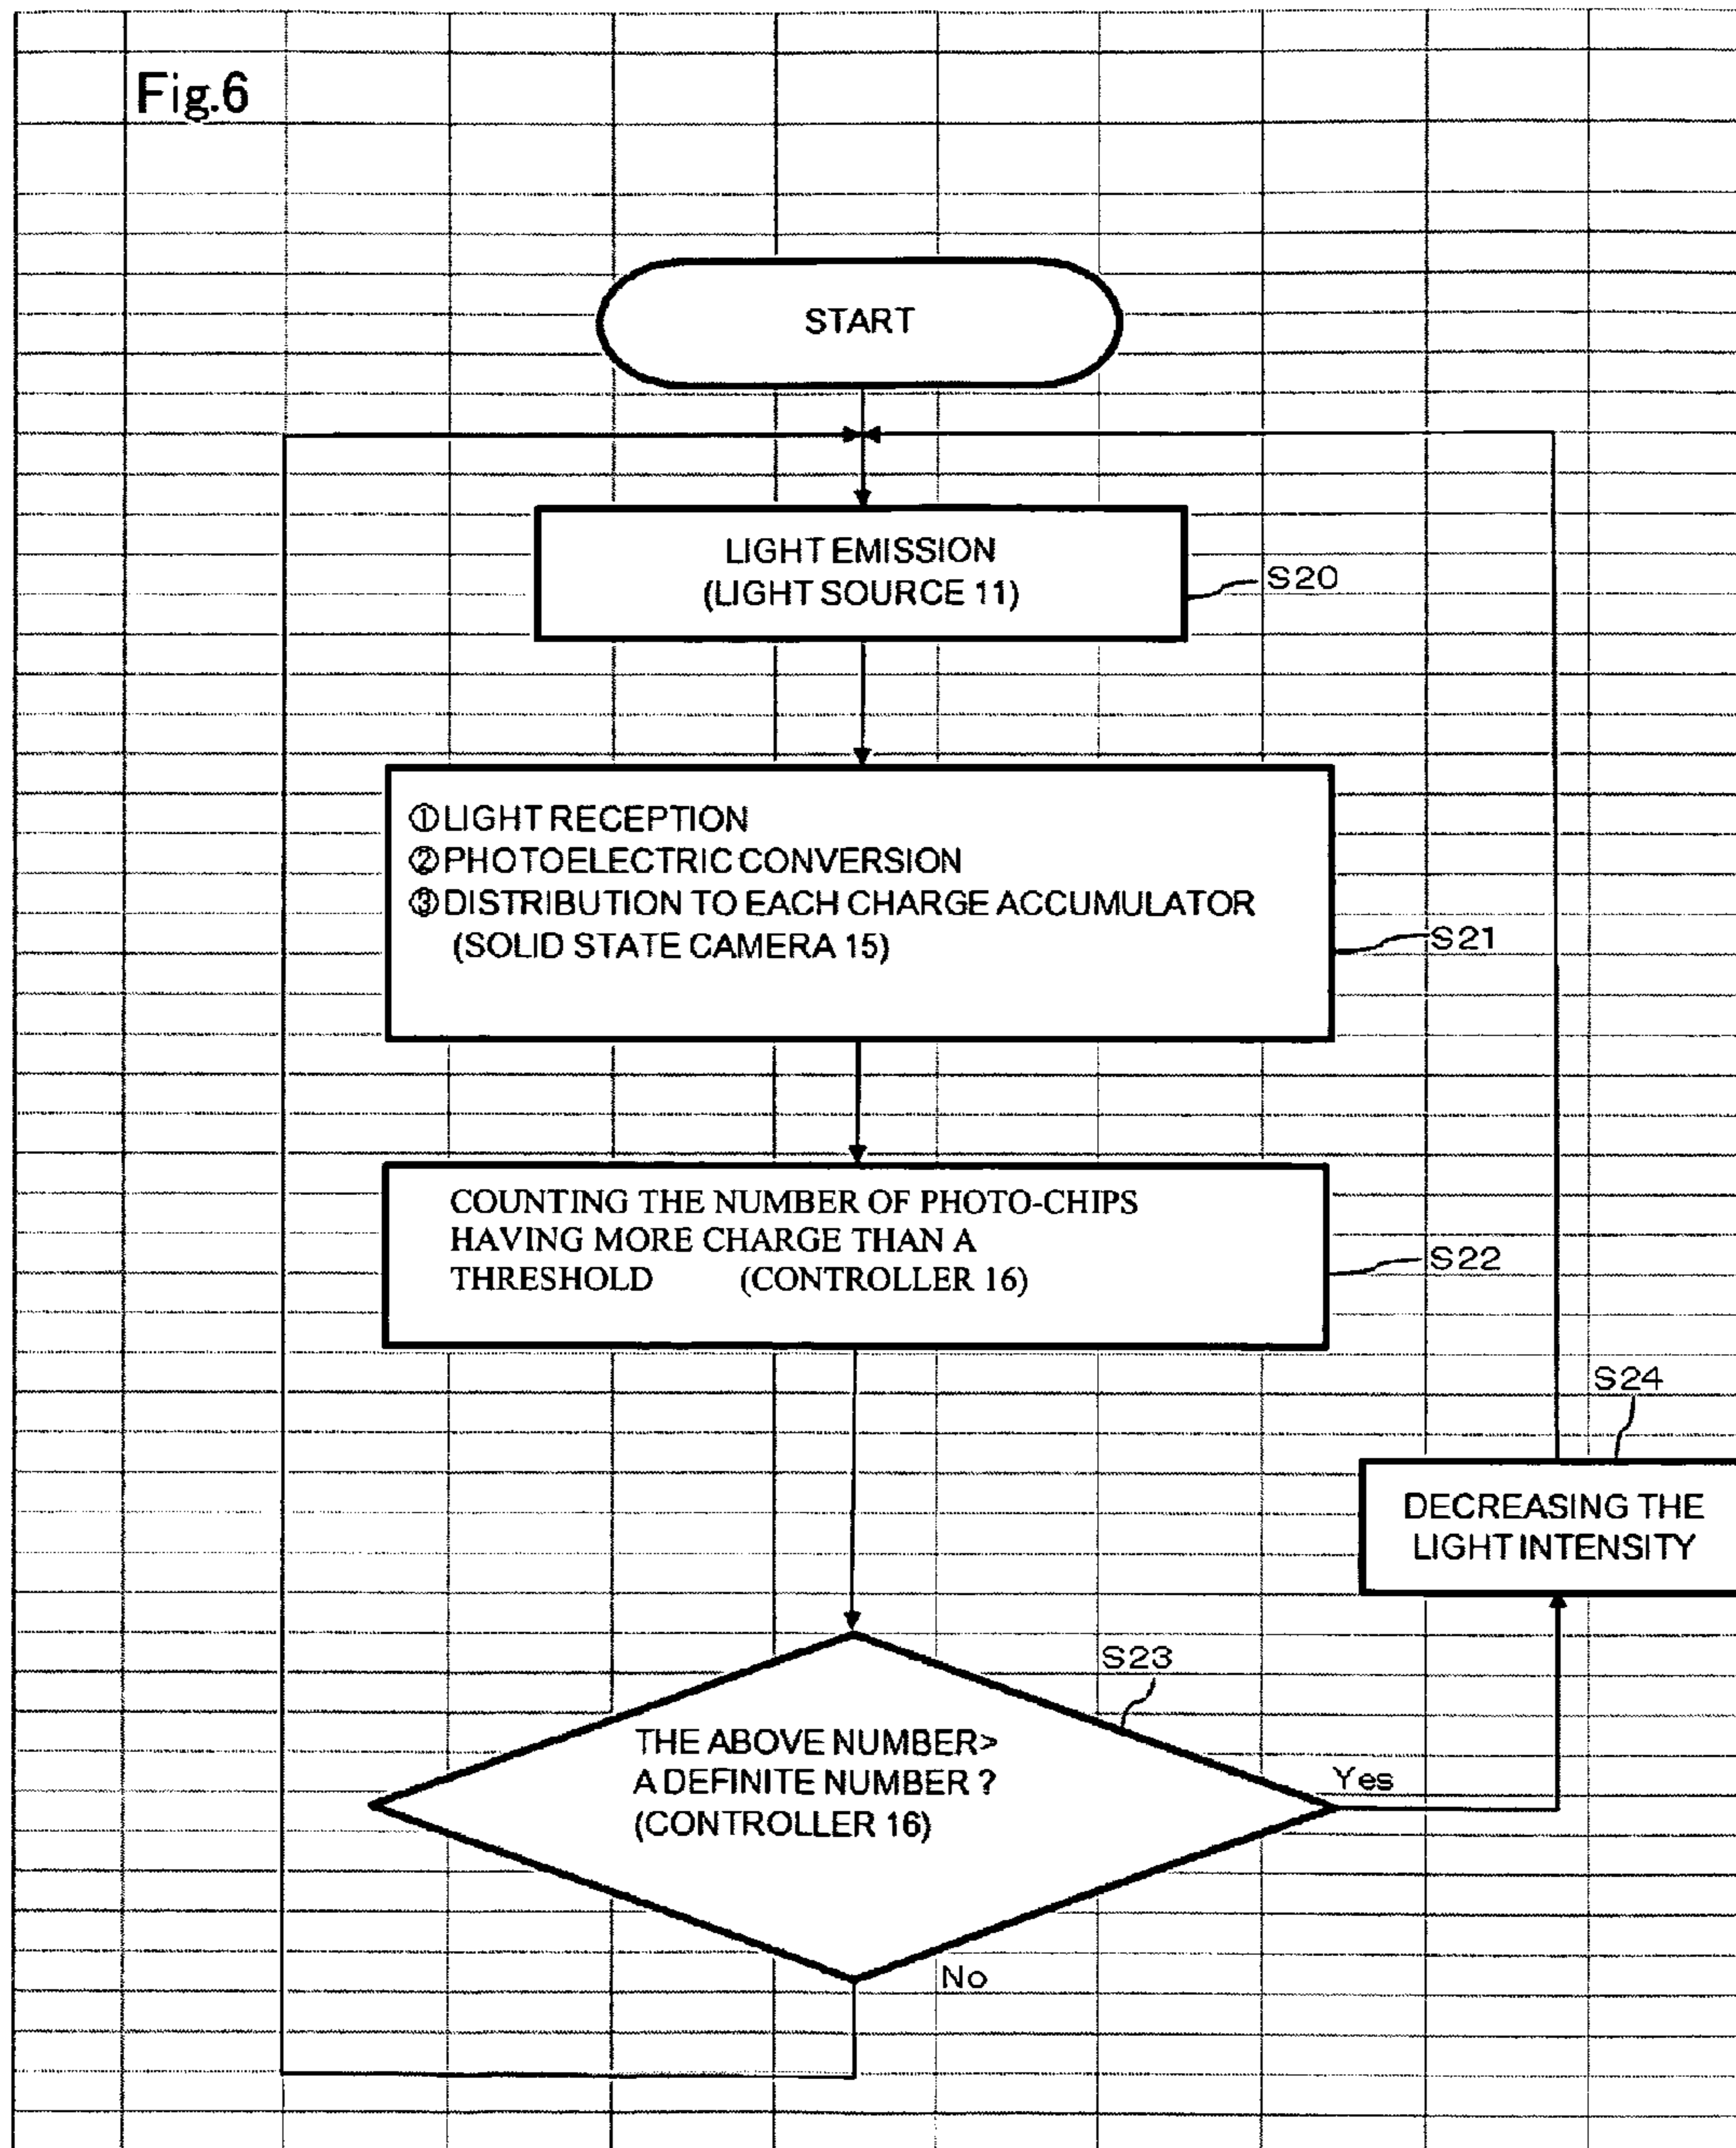 Fig.6
START
LIGHT EMISSION
(LIGHT SOURCE 11)
S20
①LIGHT RECEPTION
②PHOTOELECTRIC CONVERSION
③DISTRIBUTION TO EACH CHARGE ACCUMULATOR
(SOLID STATE CAMERA 15)
S21
COUNTING THE NUMBER OF PHOTO-CHIPS
HAVING MORE CHARGE THAN A
THRESHOLD (CONTROLLER 16)
S22
S24
DECREASING THE
LIGHT INTENSITY
S23
THE ABOVE NUMBER>
A DEFINITE NUMBER ?
(CONTROLLER 16)
Yes
No